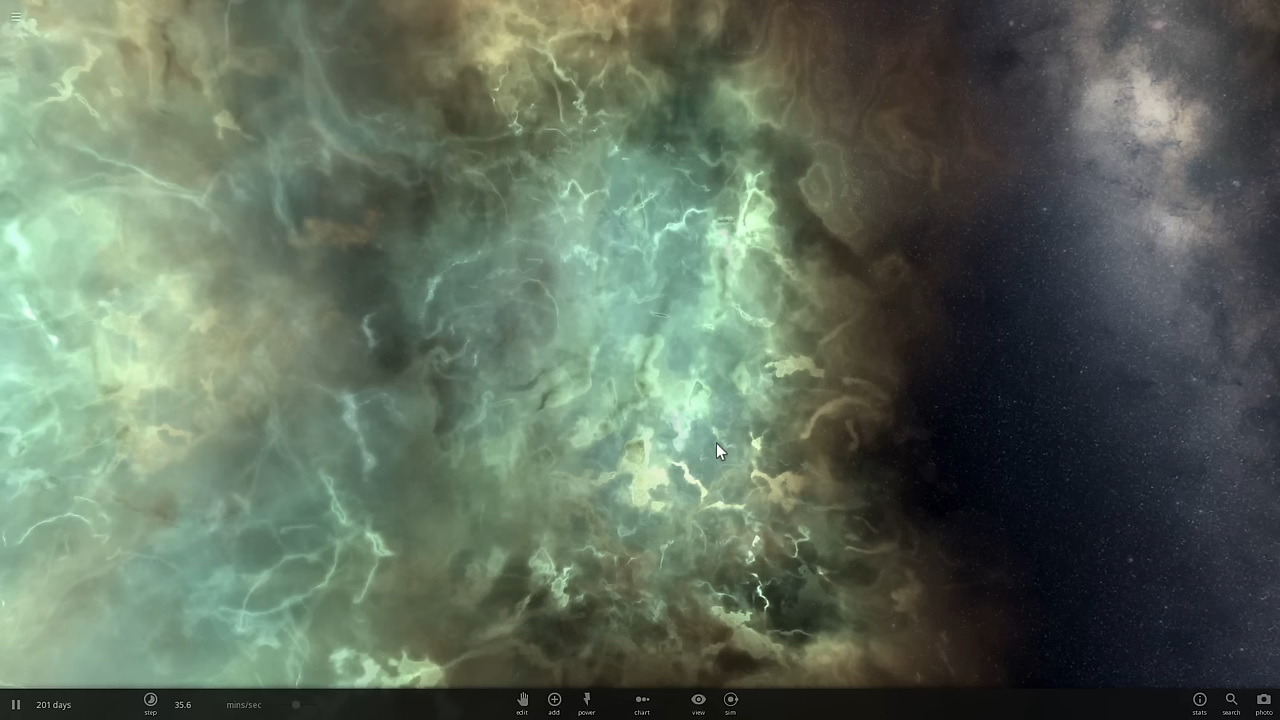 201 days
step
35.6
mins/sec
edit
add
power
chart
view
sim
stats
search
photo